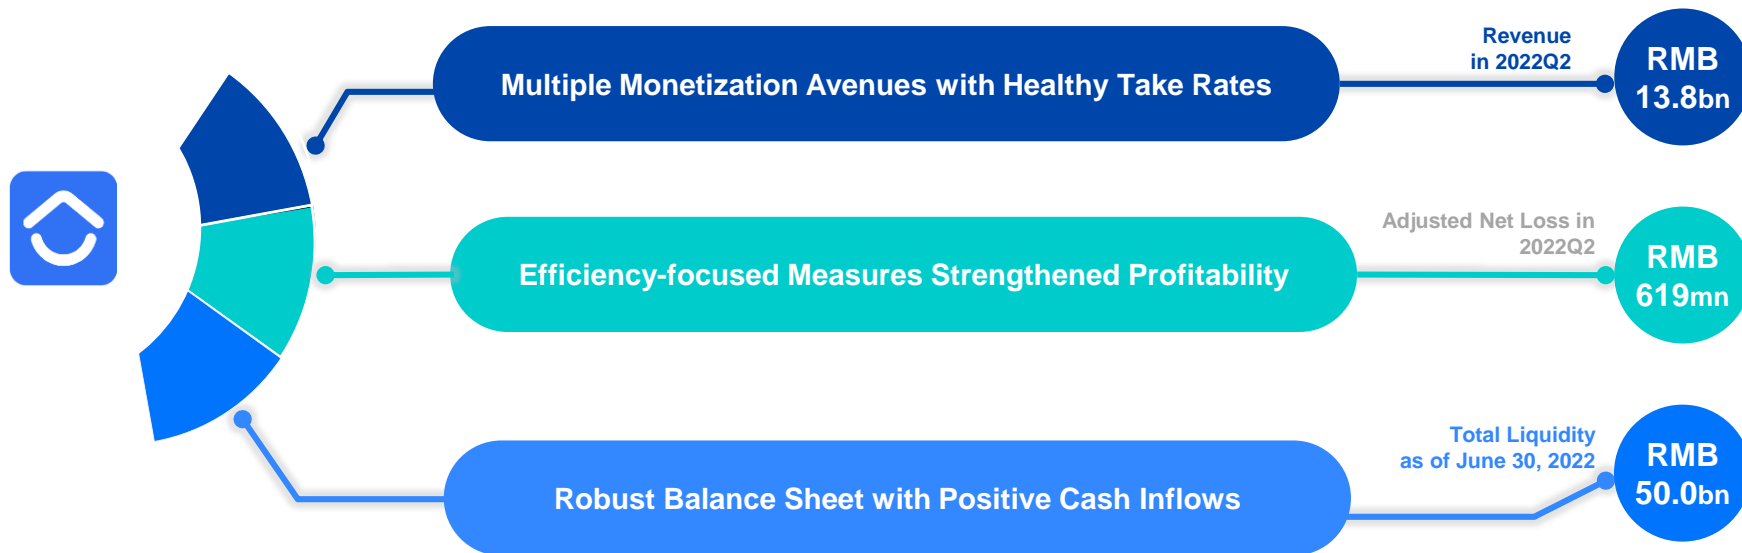 Multiple Monetization Avenues with Healthy Take Rates
Revenue
in 2022Q2
RMB
13.8bn
Efficiency-focused Measures Strengthened Profitability
Adjusted Net Loss in
2022Q2
RMB
619mn
Robust Balance Sheet with Positive Cash Inflows
Total Liquidity
as of June 30, 2022
RMB
50.0bn